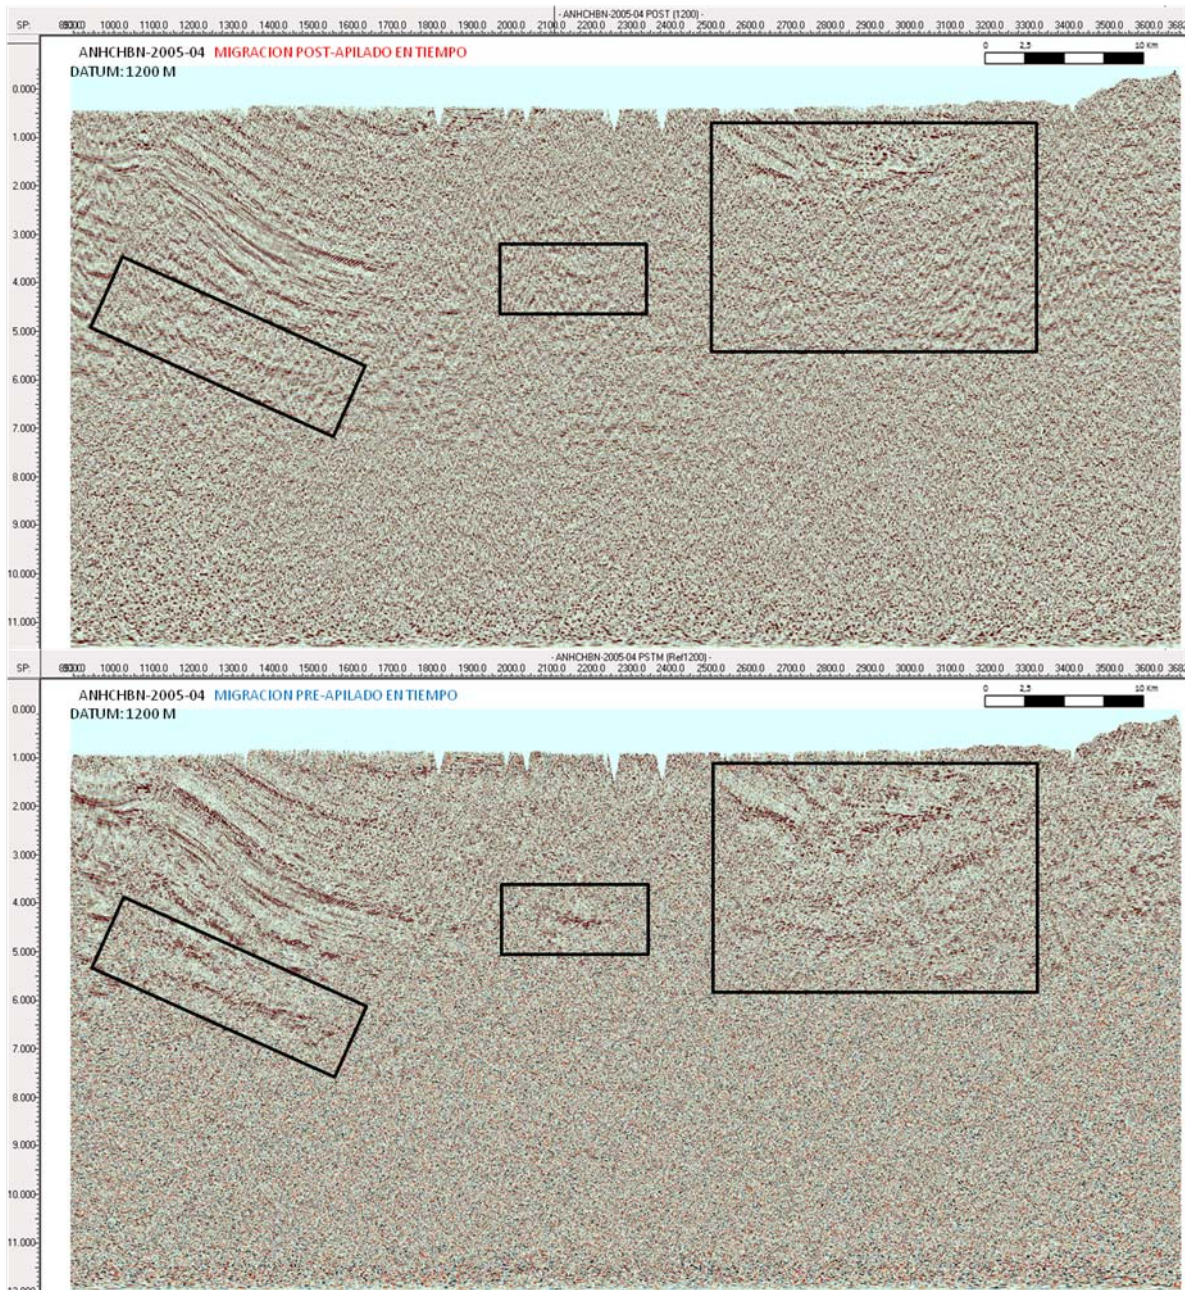 - ANHCHBN-2005-04 POST (1200) -
SP: 1000.0 1100.0 1200.0 1300.0 1400.0 1500.0 1600.0 1700.0 1800.0 1900.0 2000.0 2100.0 2200.0 2300.0 2400.0 2500.0 2600.0 2700.0 2800.0 2900.0 3000.0 3100.0 3200.0 3300.0 3400.0 3500.0 3600.0
ANHCHBN-2005-04 MIGRACION POST-APILADO EN TIEMPO
0 2,5 10 Km
DATUM: 1200 M
0.000
1.000
2.000
3.000
4.000
5.000
6.000
7.000
8.000
9.000
10.000
11.000
- ANHCHBN-2005-04 PSTM (Ref1200) -
SP: 1000.0 1100.0 1200.0 1300.0 1400.0 1500.0 1600.0 1700.0 1800.0 1900.0 2000.0 2100.0 2200.0 2300.0 2400.0 2500.0 2600.0 2700.0 2800.0 2900.0 3000.0 3100.0 3200.0 3300.0 3400.0 3500.0 3600.0
ANHCHBN-2005-04 MIGRACION PRE-APILADO EN TIEMPO
0 2,5 10 Km
DATUM: 1200 M
0.000
1.000
2.000
3.000
4.000
5.000
6.000
7.000
8.000
9.000
10.000
11.000